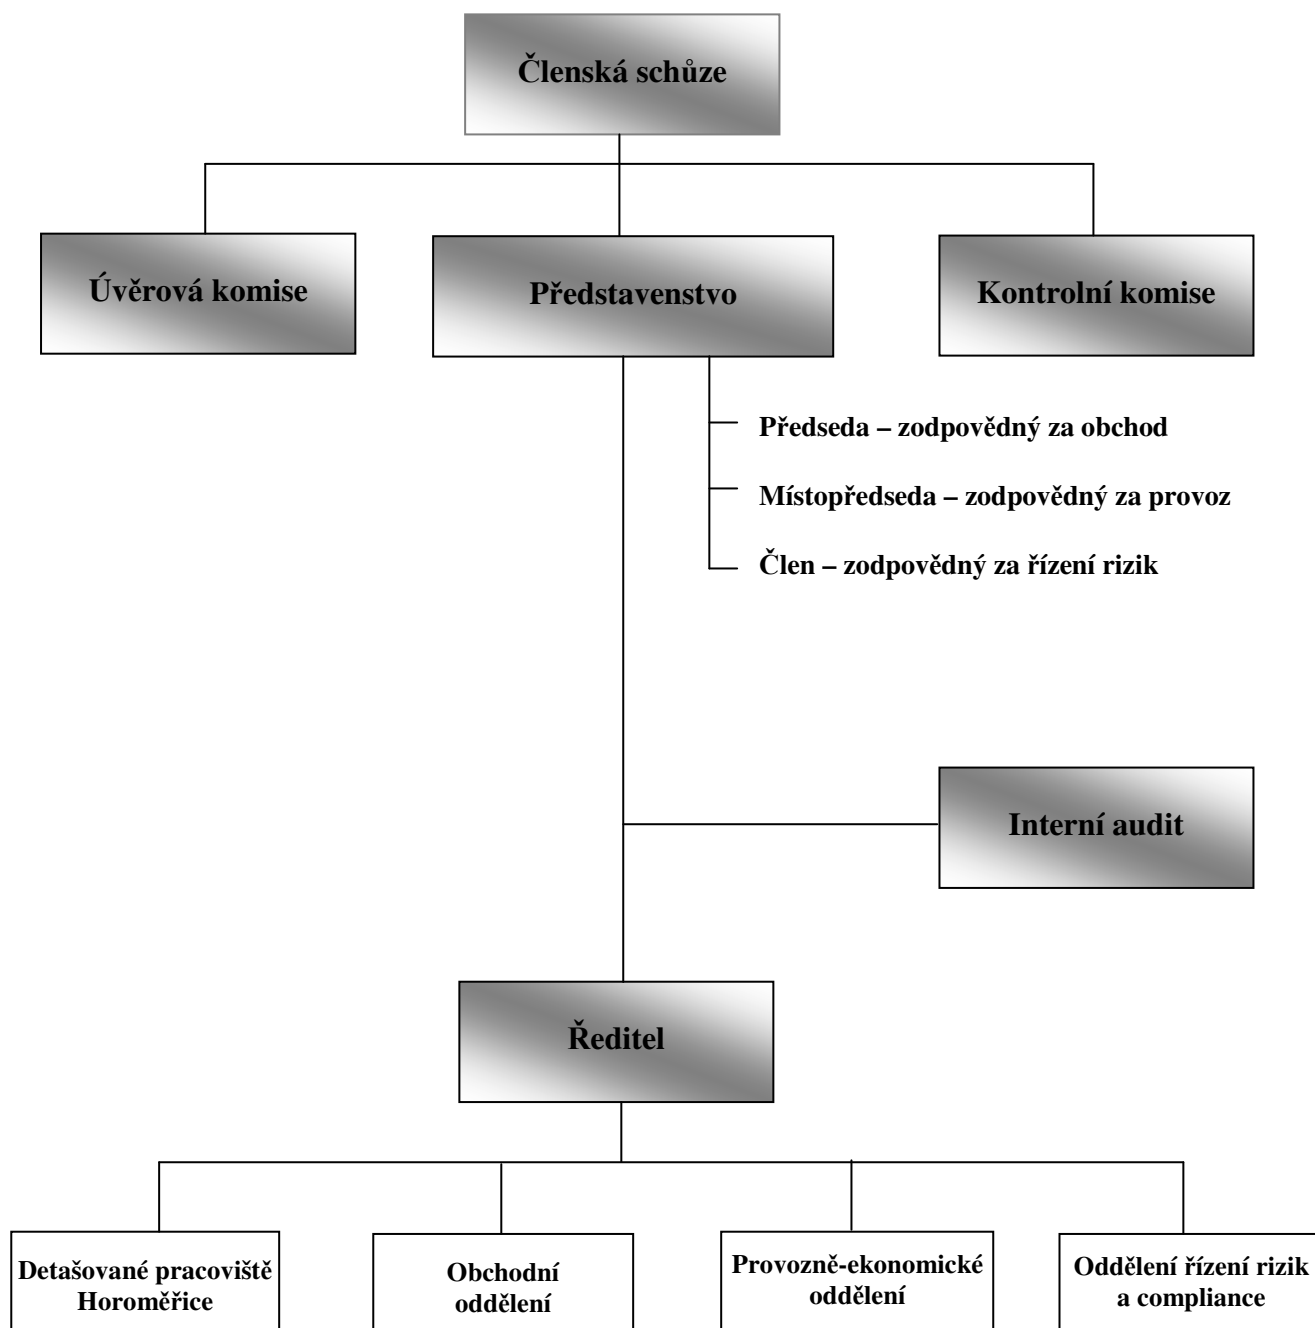 Členská schůze
Úvěrová komise
Představenstvo
Kontrolní komise
Předseda – zodpovědný za obchod
Místopředseda – zodpovědný za provoz
Člen – zodpovědný za řízení rizik
Interní audit
Ředitel
Detašované pracoviště
Horoměřice
Obchodní
oddělení
Provozně-ekonomické
oddělení
Oddělení řízení rizik
a compliance